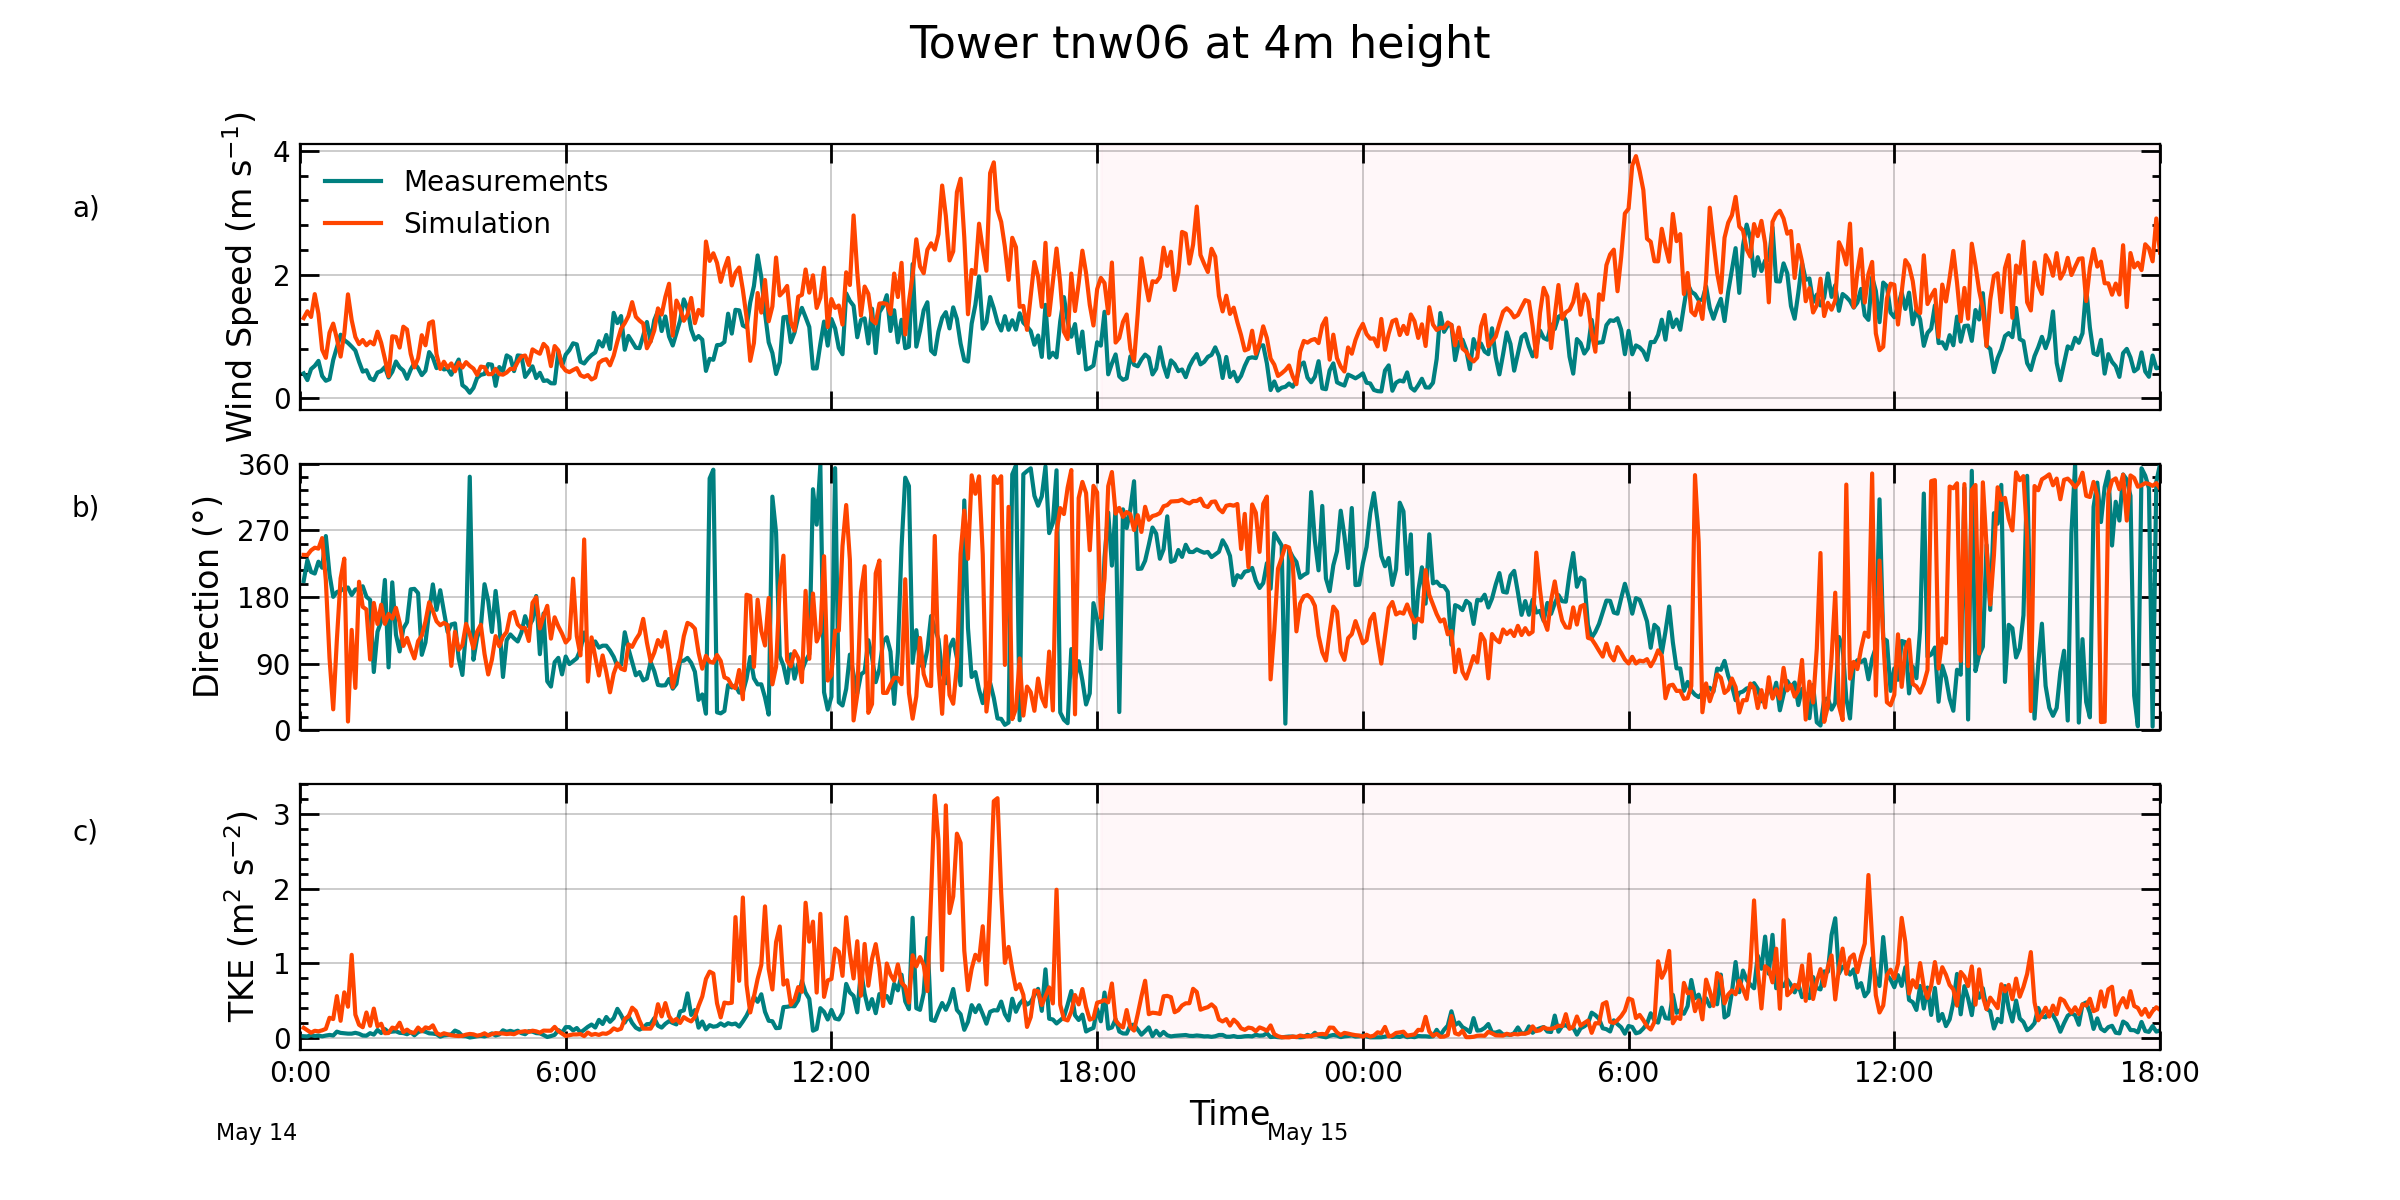 Tower tnw06 at 4m height
a)
Wind Speed (m s⁻¹)
4
2
0
Measurements
Simulation
b)
Direction (°)
360
270
180
90
0
c)
TKE (m² s⁻²)
3
2
1
0
0:00 6:00 12:00 18:00 00:00 6:00 12:00 18:00
Time
May 14 May 15